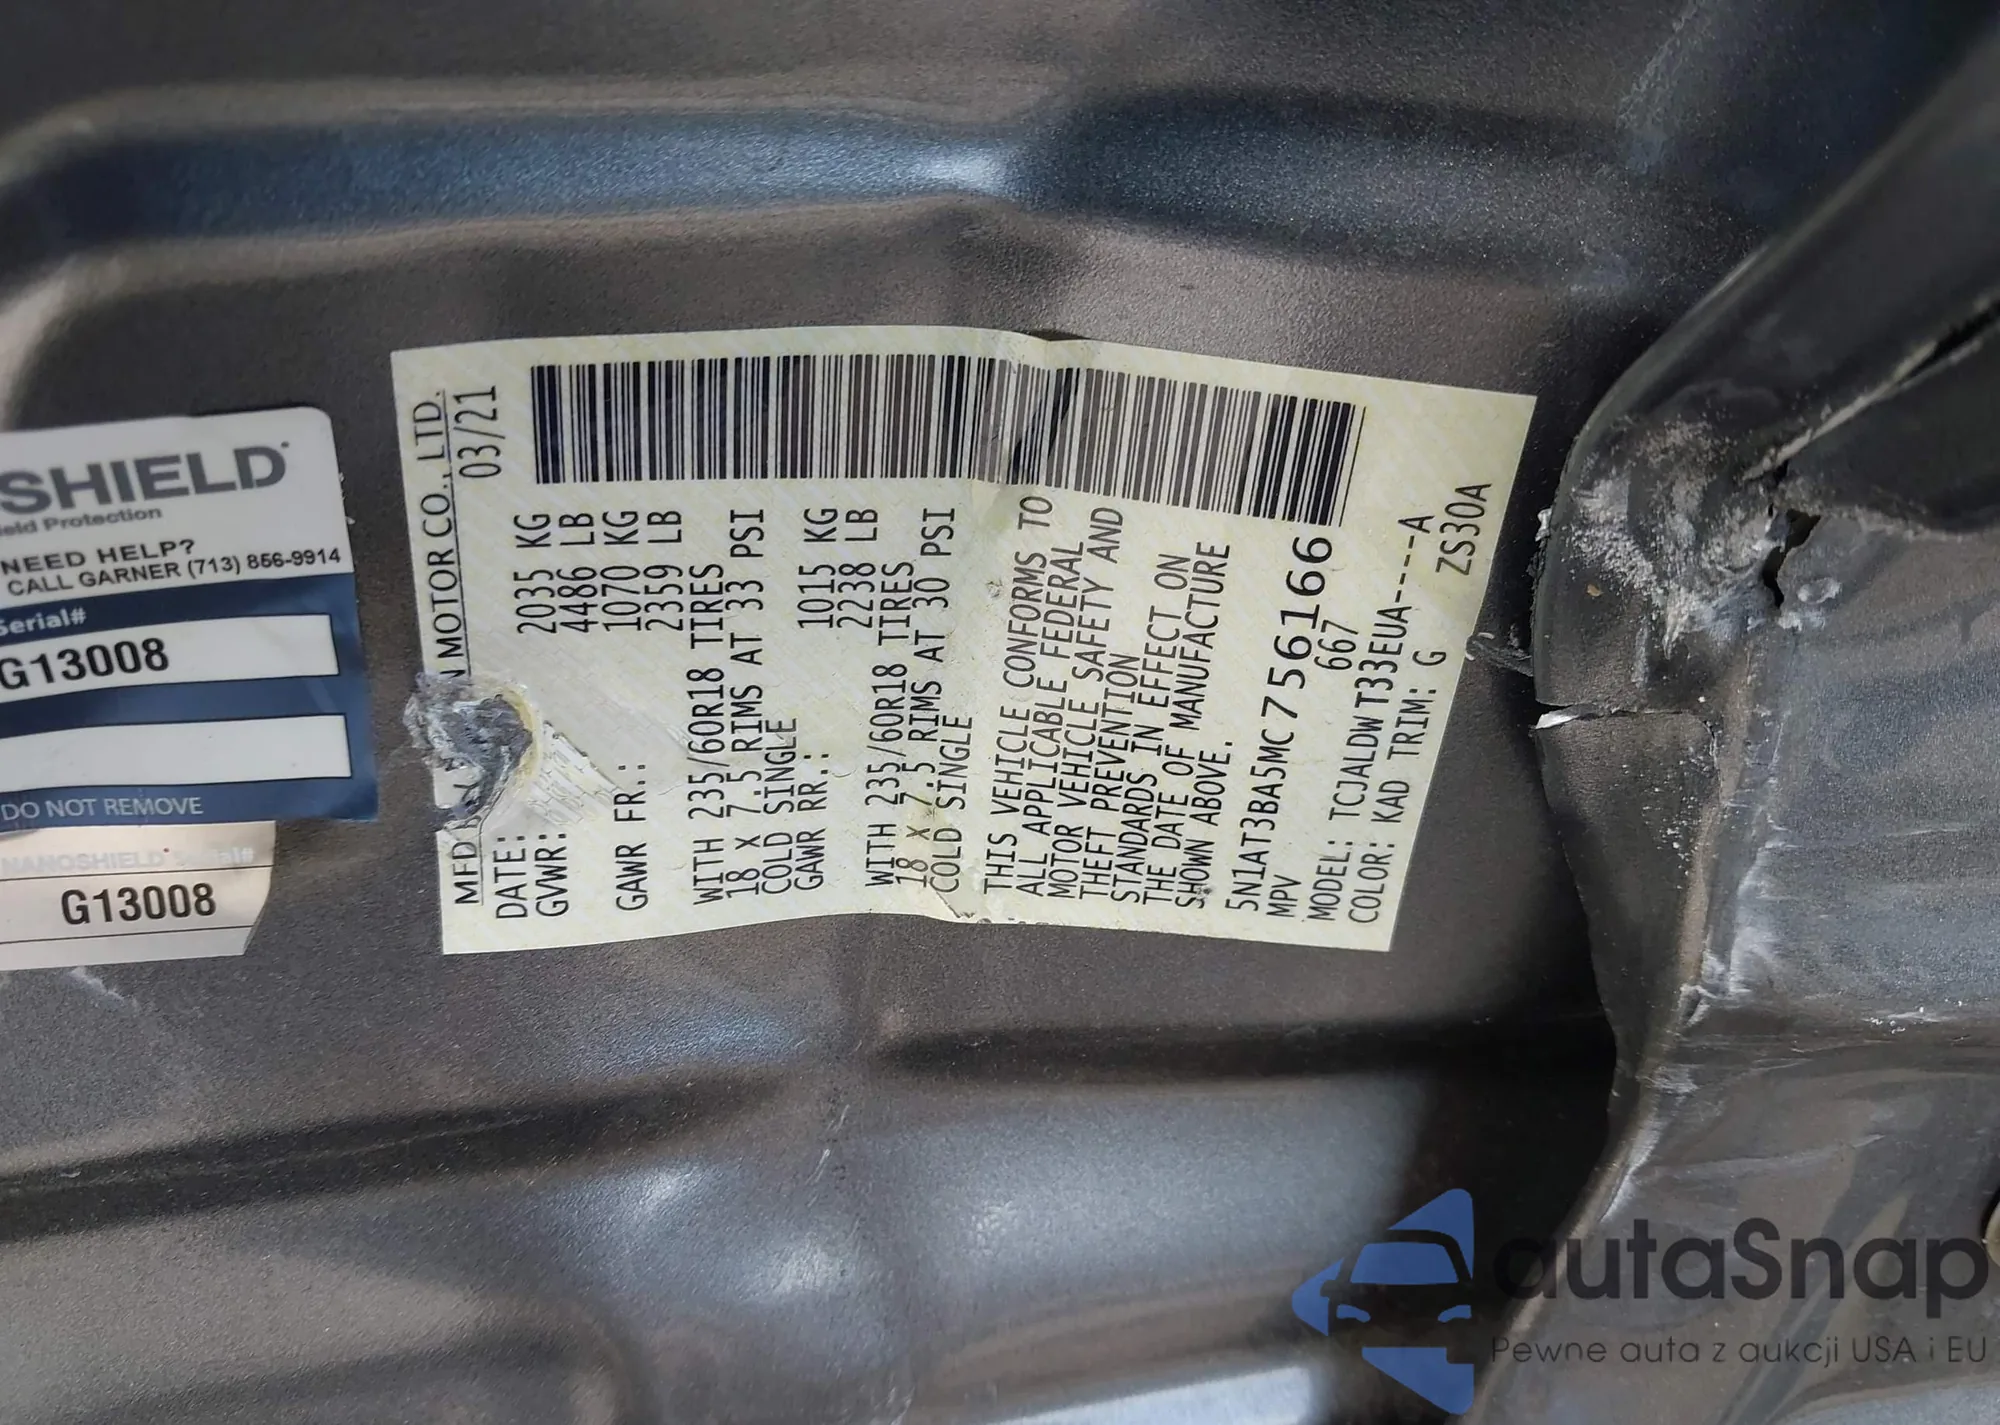 SHIELD
ield Protection
NEED HELP?
CALL GARNER (713) 856-9914
Serial#
G13008
DO NOT REMOVE
NANOSHIELD Serial#
G13008
MOTOR CO., LTD.
DATE: 03/21
GVWR: 2035 KG
4486 LB
GAWR FR.: 1070 KG
2359 LB
WITH 235/60R18 TIRES
18 X 7.5 RIMS AT 33 PSI
COLD SINGLE
GAWR RR.: 1015 KG
2238 LB
WITH 235/60R18 TIRES
18 X 7.5 RIMS AT 30 PSI
COLD SINGLE
THIS VEHICLE CONFORMS TO
ALL APPLICABLE FEDERAL
MOTOR VEHICLE SAFETY AND
THEFT PREVENTION
STANDARDS IN EFFECT ON
THE DATE OF MANUFACTURE
SHOWN ABOVE.
5N1AT3BA5MC756166
MPV 667
MODEL: TCJALDWT33EUA----A
COLOR: KAD TRIM: G ZS30A
autaSnap
Pewne auta z aukcji USA i EU